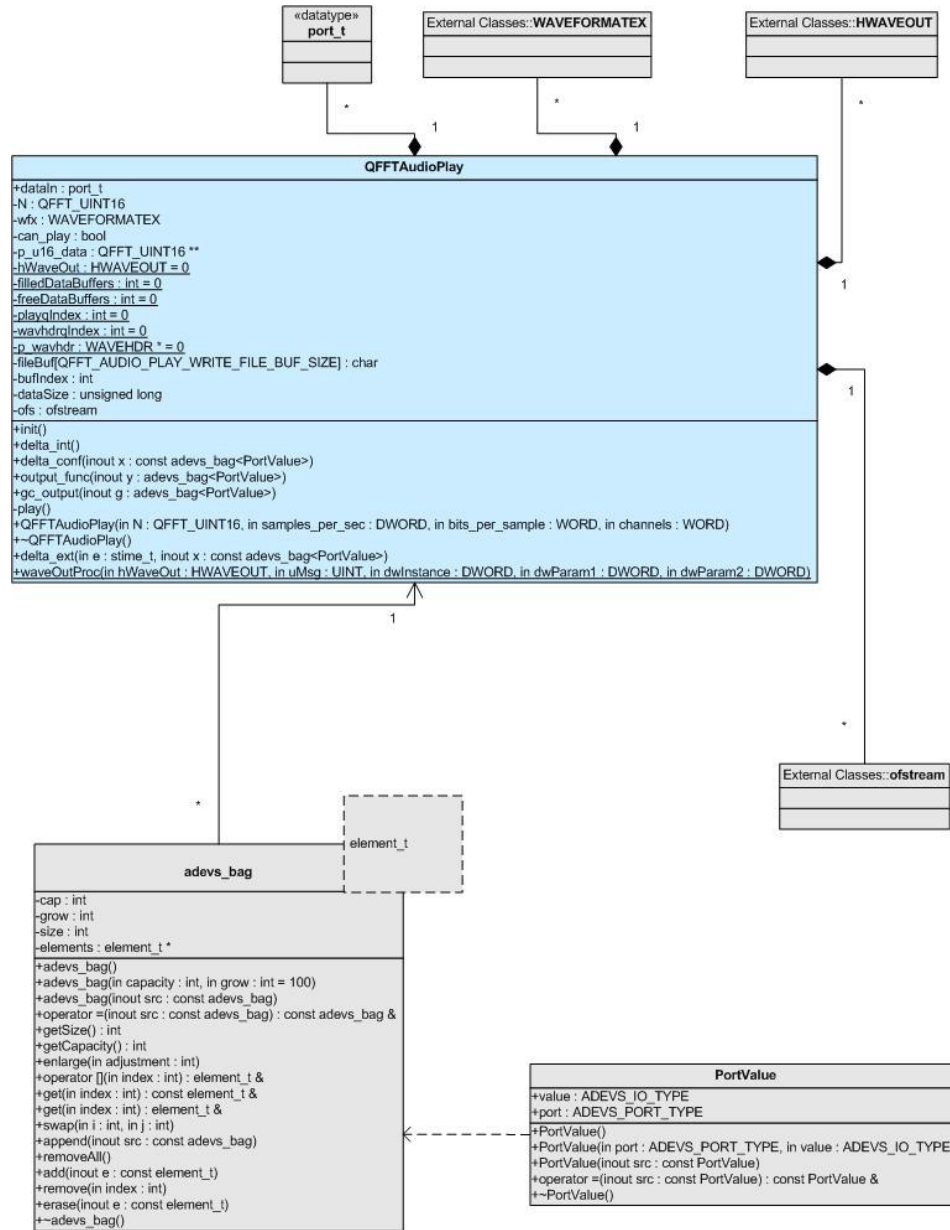 «datatype»
port_t
External Classes::WAVEFORMATEX
External Classes::HWAVEOUT
*
1
*
1
*
1
QFFTAudioPlay
+dataIn : port_t
-N : QFFT_UINT16
-wfx : WAVEFORMATEX
-can_play : bool
-p_u16_data : QFFT_UINT16 **
-hWaveOut : HWAVEOUT = 0
-filledDataBuffers : int = 0
-freeDataBuffers : int = 0
-playqIndex : int = 0
-wavhdrqIndex : int = 0
-p_wavhdr : WAVEHDR * = 0
-fileBuf[QFFT_AUDIO_PLAY_WRITE_FILE_BUF_SIZE] : char
-bufIndex : int
-dataSize : unsigned long
-ofs : ofstream
+init()
+delta_int()
+delta_conf(inout x : const adevs_bag<PortValue>)
+output_func(inout y : adevs_bag<PortValue>)
+gc_output(inout g : adevs_bag<PortValue>)
-play()
+QFFTAudioPlay(in N : QFFT_UINT16, in samples_per_sec : DWORD, in bits_per_sample : WORD, in channels : WORD)
+~QFFTAudioPlay()
+delta_ext(in e : stime_t, inout x : const adevs_bag<PortValue>)
+waveOutProc(in hWaveOut : HWAVEOUT, in uMsg : UINT, in dwInstance : DWORD, in dwParam1 : DWORD, in dwParam2 : DWORD)
1
1
*
*
External Classes::ofstream
element_t
adevs_bag
-cap : int
-grow : int
-size : int
-elements : element_t *
+adevs_bag()
+adevs_bag(in capacity : int, in grow : int = 100)
+adevs_bag(inout src : const adevs_bag)
+operator =(inout src : const adevs_bag) : const adevs_bag &
+getSize() : int
+getCapacity() : int
+enlarge(in adjustment : int)
+operator [](in index : int) : element_t &
+get(in index : int) : const element_t &
+get(in index : int) : element_t &
+swap(in i : int, in j : int)
+append(inout src : const adevs_bag)
+removeAll()
+add(inout e : const element_t)
+remove(in index : int)
+erase(inout e : const element_t)
+~adevs_bag()
PortValue
+value : ADEVS_IO_TYPE
+port : ADEVS_PORT_TYPE
+PortValue()
+PortValue(in port : ADEVS_PORT_TYPE, in value : ADEVS_IO_TYPE
+PortValue(inout src : const PortValue)
+operator =(inout src : const PortValue) : const PortValue &
+~PortValue()